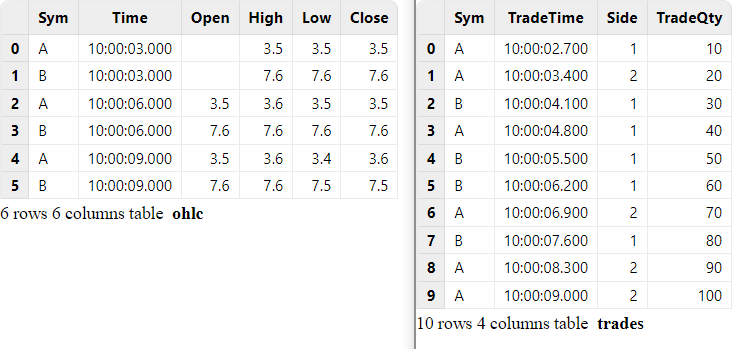 Sym Time Open High Low Close
0 A 10:00:03.000 3.5 3.5 3.5
1 B 10:00:03.000 7.6 7.6 7.6
2 A 10:00:06.000 3.5 3.6 3.5 3.5
3 B 10:00:06.000 7.6 7.6 7.6 7.6
4 A 10:00:09.000 3.5 3.6 3.4 3.6
5 B 10:00:09.000 7.6 7.6 7.5 7.5
6 rows 6 columns table ohlc
Sym TradeTime Side TradeQty
0 A 10:00:02.700 1 10
1 A 10:00:03.400 2 20
2 B 10:00:04.100 1 30
3 A 10:00:04.800 1 40
4 B 10:00:05.500 1 50
5 B 10:00:06.200 1 60
6 A 10:00:06.900 2 70
7 B 10:00:07.600 1 80
8 A 10:00:08.300 2 90
9 A 10:00:09.000 2 100
10 rows 4 columns table trades